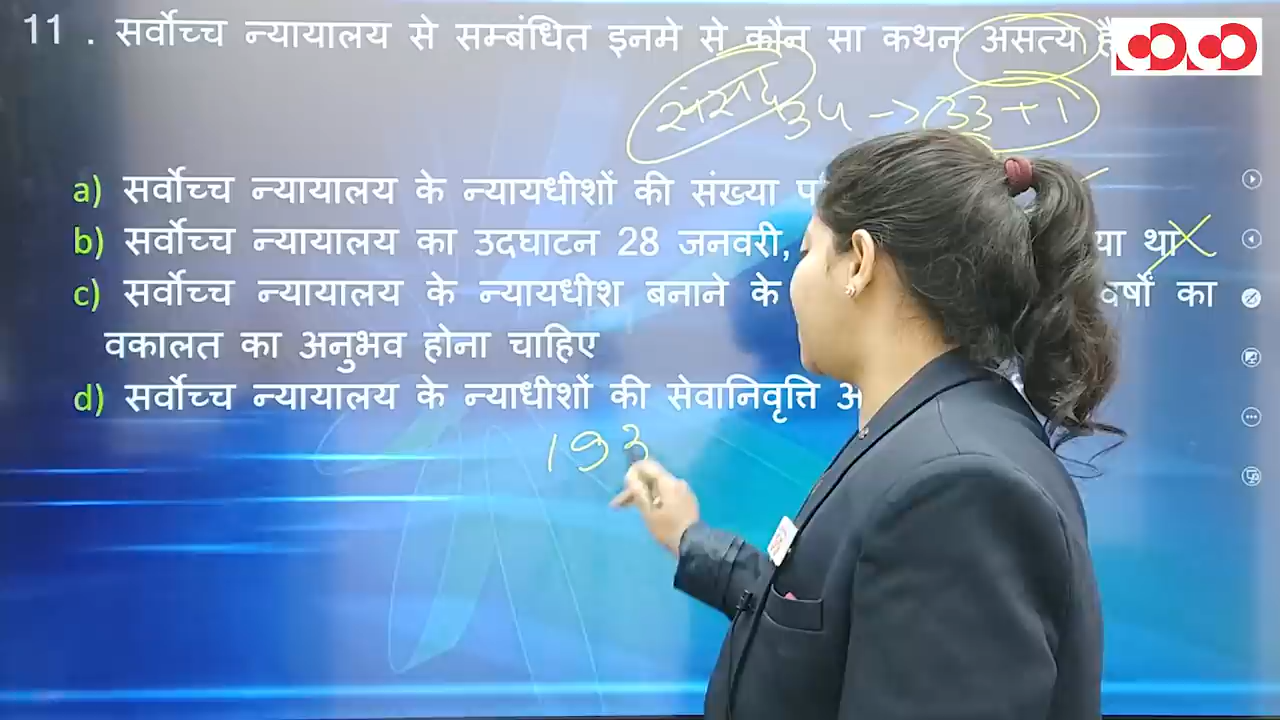 11 . सर्वोच्च न्यायालय से सम्बंधित इनमे से कौन सा कथन असत्य है
संसद 34 -> 33 + 1
a) सर्वोच्च न्यायालय के न्यायधीशों की संख्या
b) सर्वोच्च न्यायालय का उदघाटन 28 जनवरी, था
c) सर्वोच्च न्यायालय के न्यायधीश बनाने के वर्षों का
वकालत का अनुभव होना चाहिए
d) सर्वोच्च न्यायालय के न्याधीशों की सेवानिवृत्ति
193